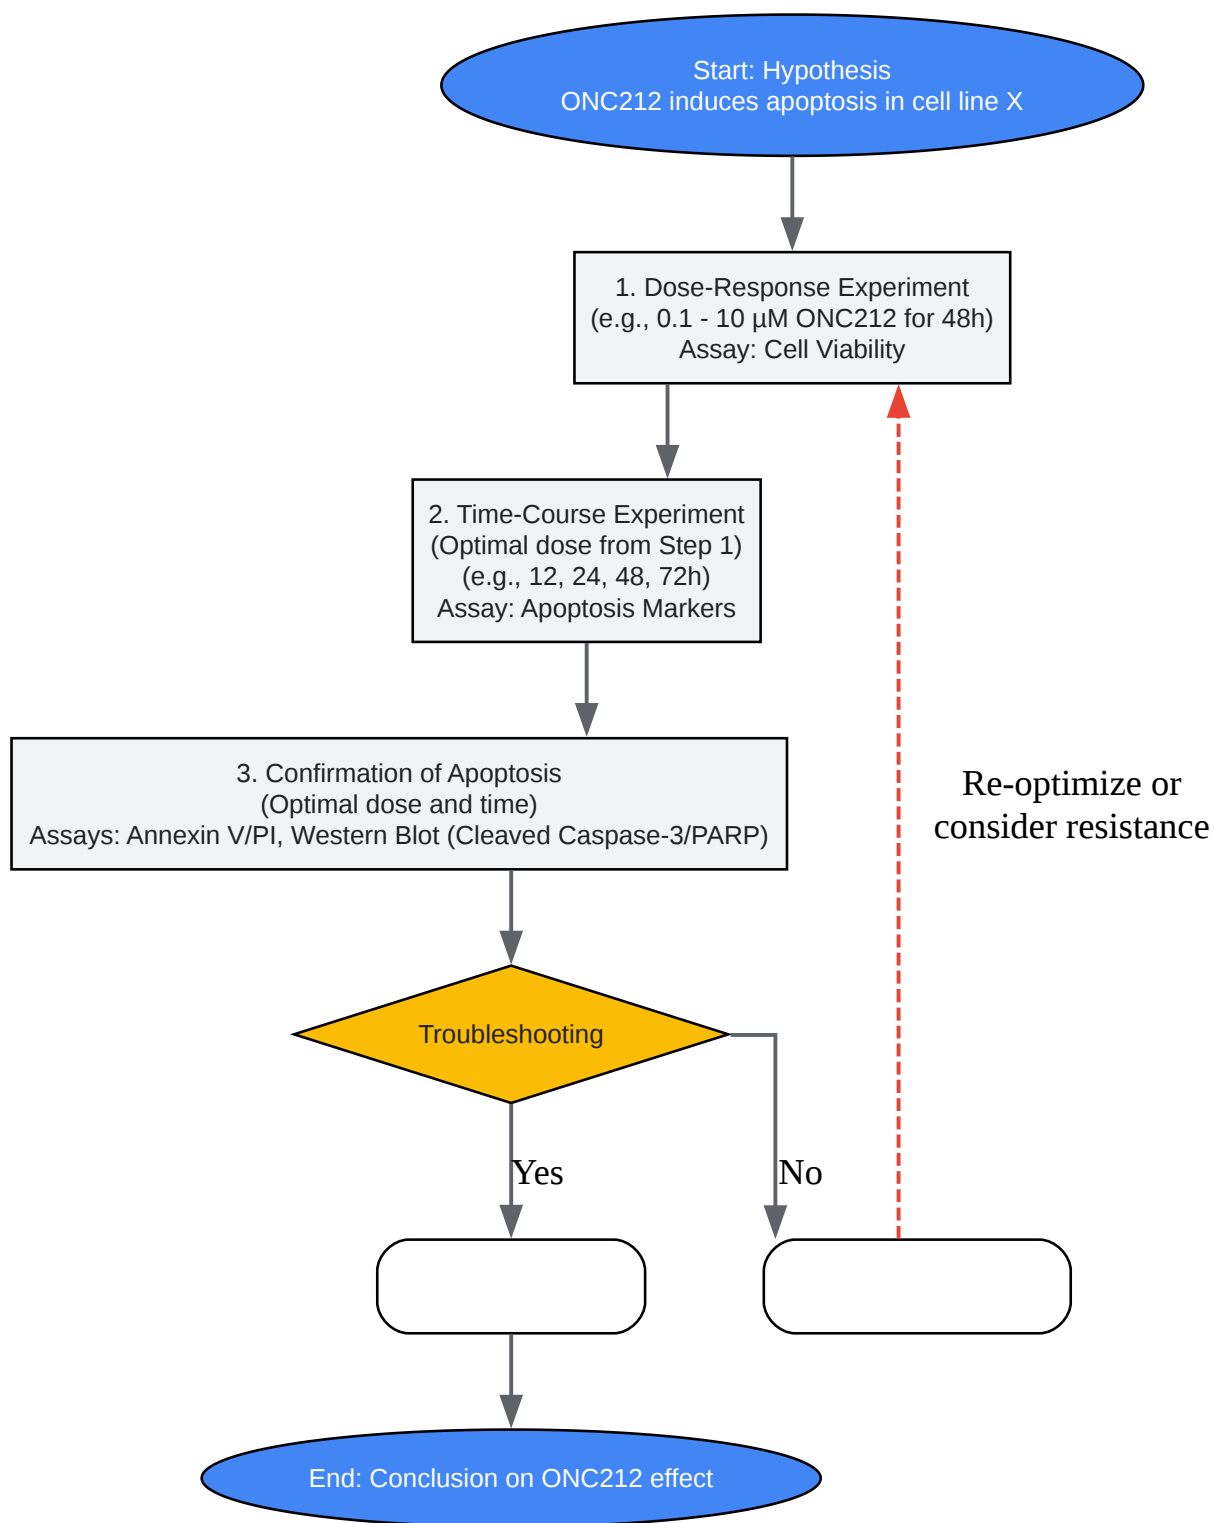 Start: Hypothesis
ONC212 induces apoptosis in cell line X
1. Dose-Response Experiment
(e.g., 0.1 - 10 µM ONC212 for 48h)
Assay: Cell Viability
2. Time-Course Experiment
(Optimal dose from Step 1)
(e.g., 12, 24, 48, 72h)
Assay: Apoptosis Markers
3. Confirmation of Apoptosis
(Optimal dose and time)
Assays: Annexin V/PI, Western Blot (Cleaved Caspase-3/PARP)
Re-optimize or
consider resistance
Troubleshooting
Yes
No
End: Conclusion on ONC212 effect